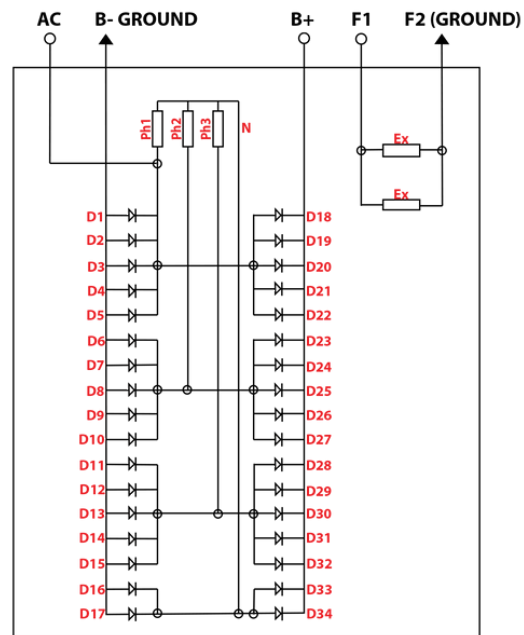 AC B- GROUND B+ F1 F2 (GROUND)
Ph1 Ph2 Ph3 N
Ex
Ex
D1 D18
D2 D19
D3 D20
D4 D21
D5 D22
D6 D23
D7 D24
D8 D25
D9 D26
D10 D27
D11 D28
D12 D29
D13 D30
D14 D31
D15 D32
D16 D33
D17 D34